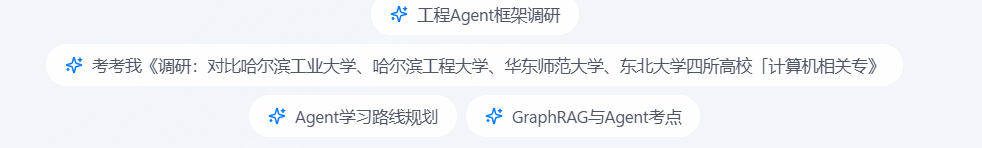 工程Agent框架调研
考考我《调研：对比哈尔滨工业大学、哈尔滨工程大学、华东师范大学、东北大学四所高校「计算机相关专》
Agent学习路线规划
GraphRAG与Agent考点